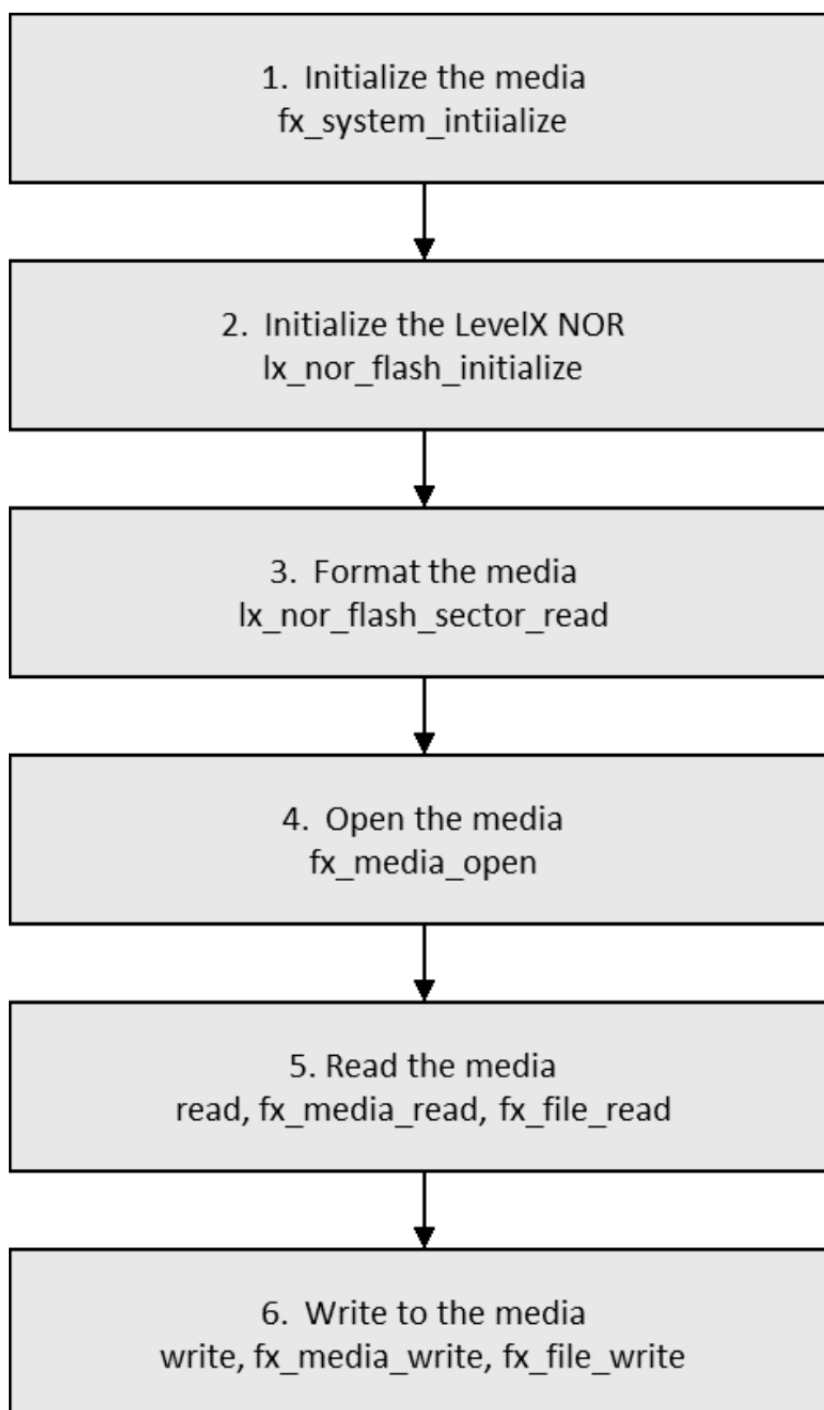 1. Initialize the media
fx_system_intiialize
2. Initialize the LevelX NOR
lx_nor_flash_initialize
3. Format the media
lx_nor_flash_sector_read
4. Open the media
fx_media_open
5. Read the media
read, fx_media_read, fx_file_read
6. Write to the media
write, fx_media_write, fx_file_write